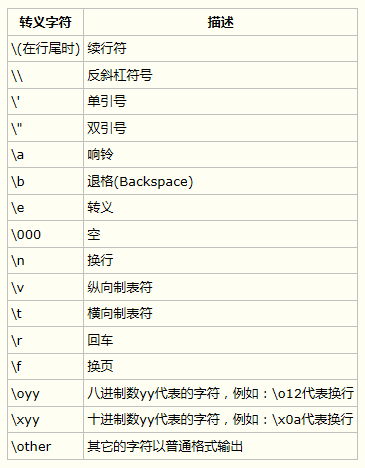 转义字符 描述
\(在行尾时) 续行符
\\ 反斜杠符号
\' 单引号
\" 双引号
\a 响铃
\b 退格(Backspace)
\e 转义
\000 空
\n 换行
\v 纵向制表符
\t 横向制表符
\r 回车
\f 换页
\oyy 八进制数yy代表的字符，例如：\o12代表换行
\xyy 十进制数yy代表的字符，例如：\x0a代表换行
\other 其它的字符以普通格式输出